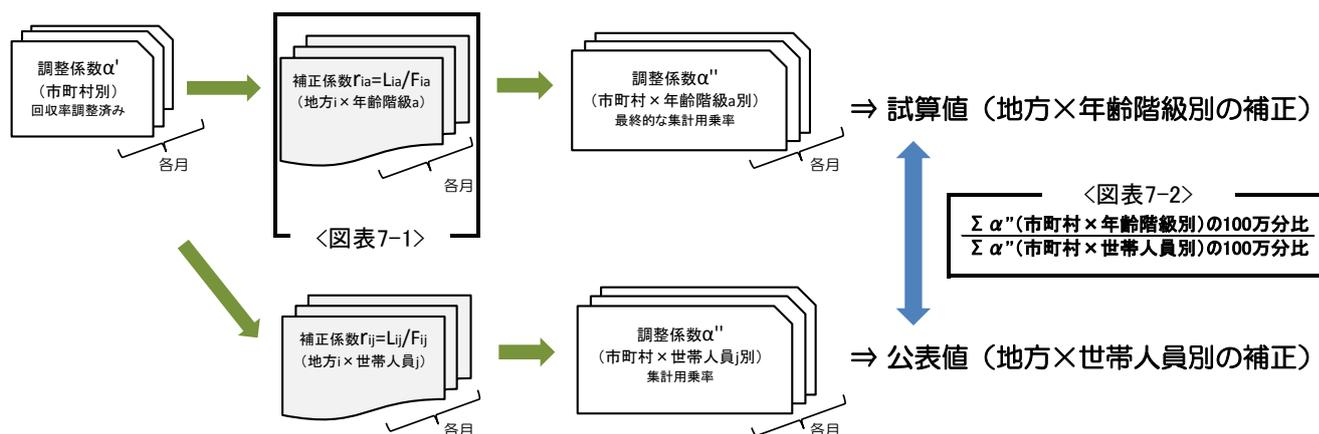 調整係数α'
(市町村別)
回収率調整済み
各月
補正係数ria=Lia/Fia
(地方i×年齢階級a)
各月
<図表7-1>
調整係数α''
(市町村×年齢階級a別)
最終的な集計用乗率
各月
⇒ 試算値（地方×年齢階級別の補正）
<図表7-2>
Σ α''(市町村×年齢階級別)の100万分比
Σ α''(市町村×世帯人員別)の100万分比
補正係数rij=Lij/Fij
(地方i×世帯人員j)
各月
調整係数α''
(市町村×世帯人員j別)
集計用乗率
各月
⇒ 公表値（地方×世帯人員別の補正）